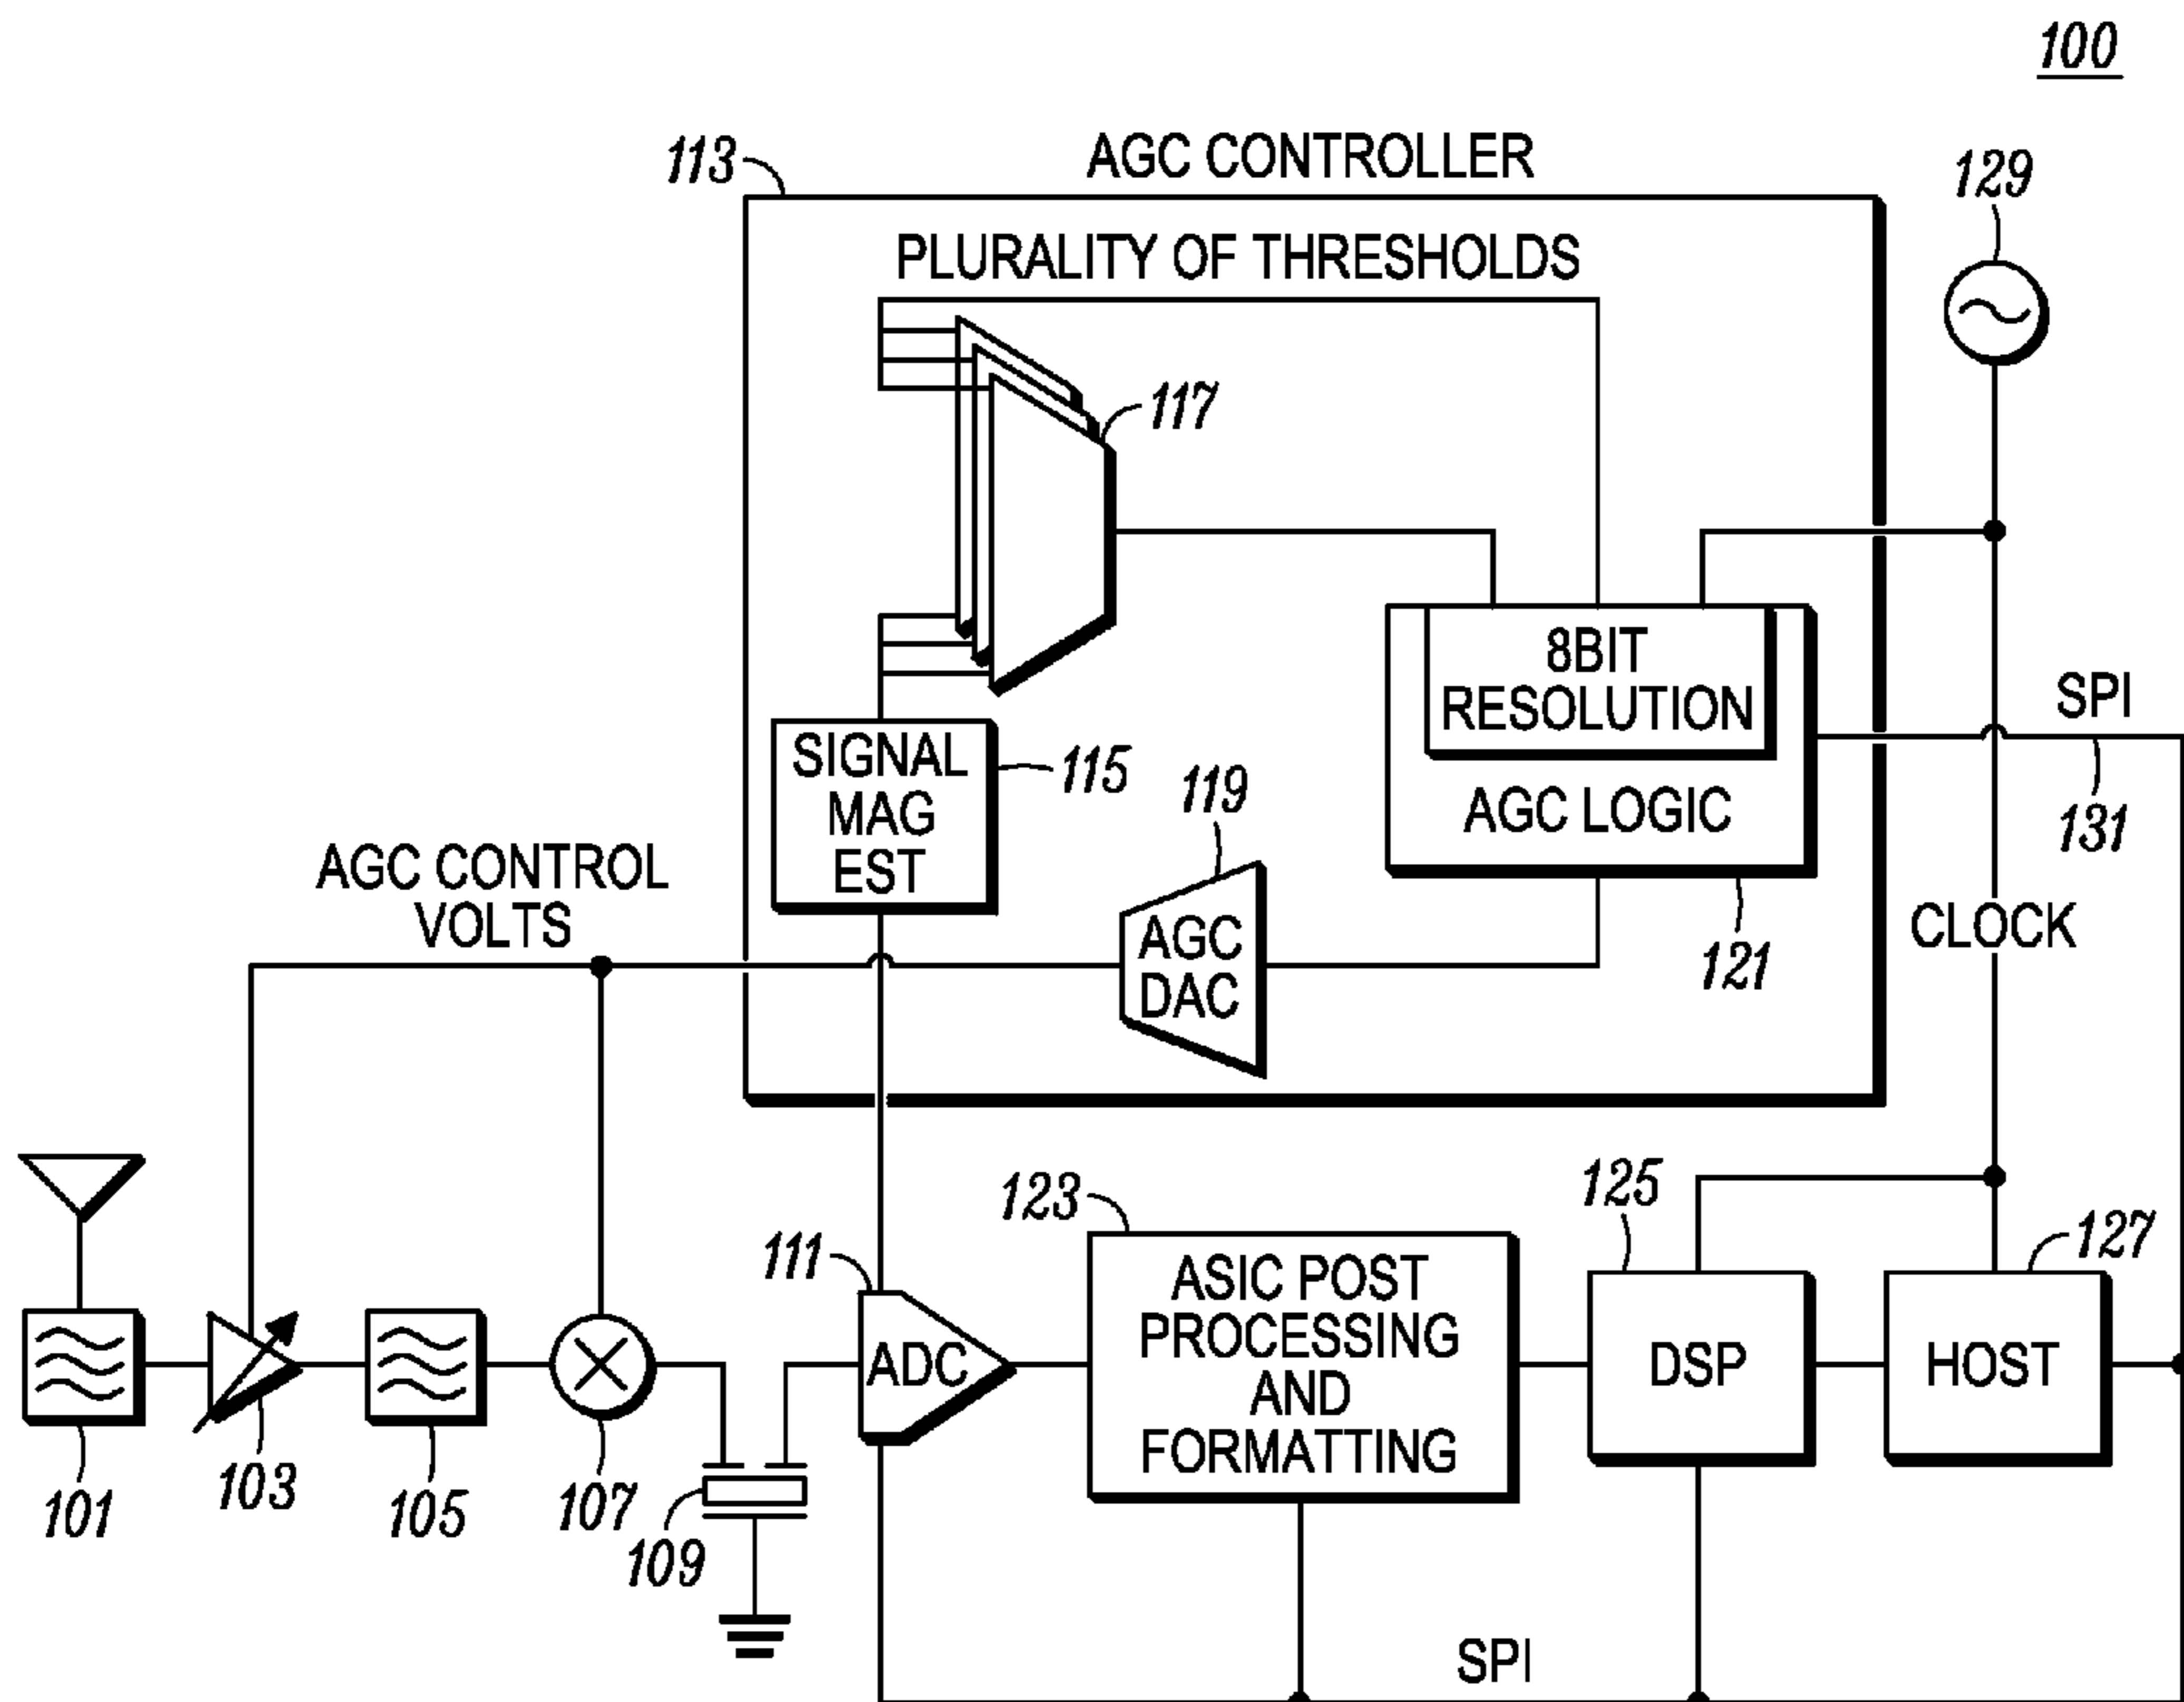 100
113
AGC CONTROLLER
129
PLURALITY OF THRESHOLDS
117
8BIT
RESOLUTION
AGC LOGIC
SPI
131
SIGNAL
MAG
EST
115
119
AGC
DAC
121
AGC CONTROL
VOLTS
CLOCK
123
125
127
111
ADC
ASIC POST
PROCESSING
AND
FORMATTING
DSP
HOST
101
103
105
107
109
SPI